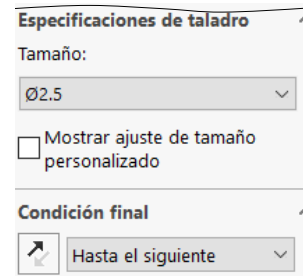 Especificaciones de taladro
Tamaño:
Ø2.5
Mostrar ajuste de tamaño
personalizado
Condición final
Hasta el siguiente